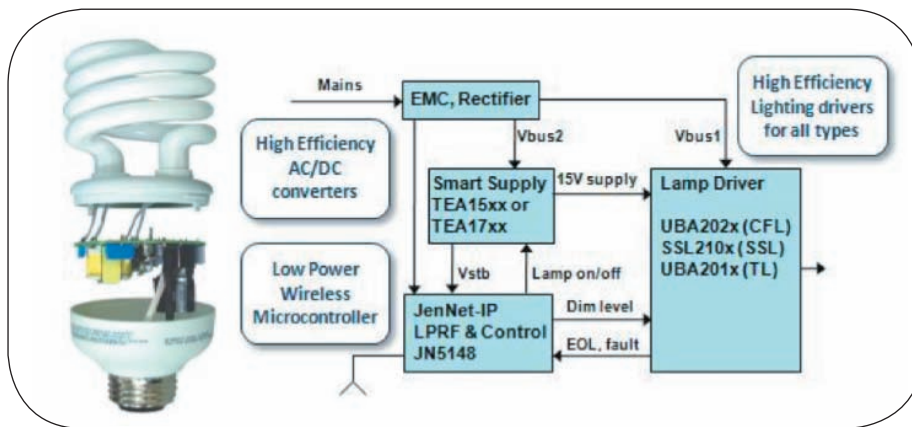 Mains
EMC, Rectifier
High Efficiency
Lighting drivers
for all types
Vbus2
Vbus1
High Efficiency
AC/DC
converters
Smart Supply
TEA15xx or
TEA17xx
15V supply
Lamp Driver
UBA202x (CFL)
SSL210x (SSL)
UBA201x (TL)
Vstb
Lamp on/off
Low Power
Wireless
Microcontroller
JenNet-IP
LPRF & Control
JN5148
Dim level
EOL, fault